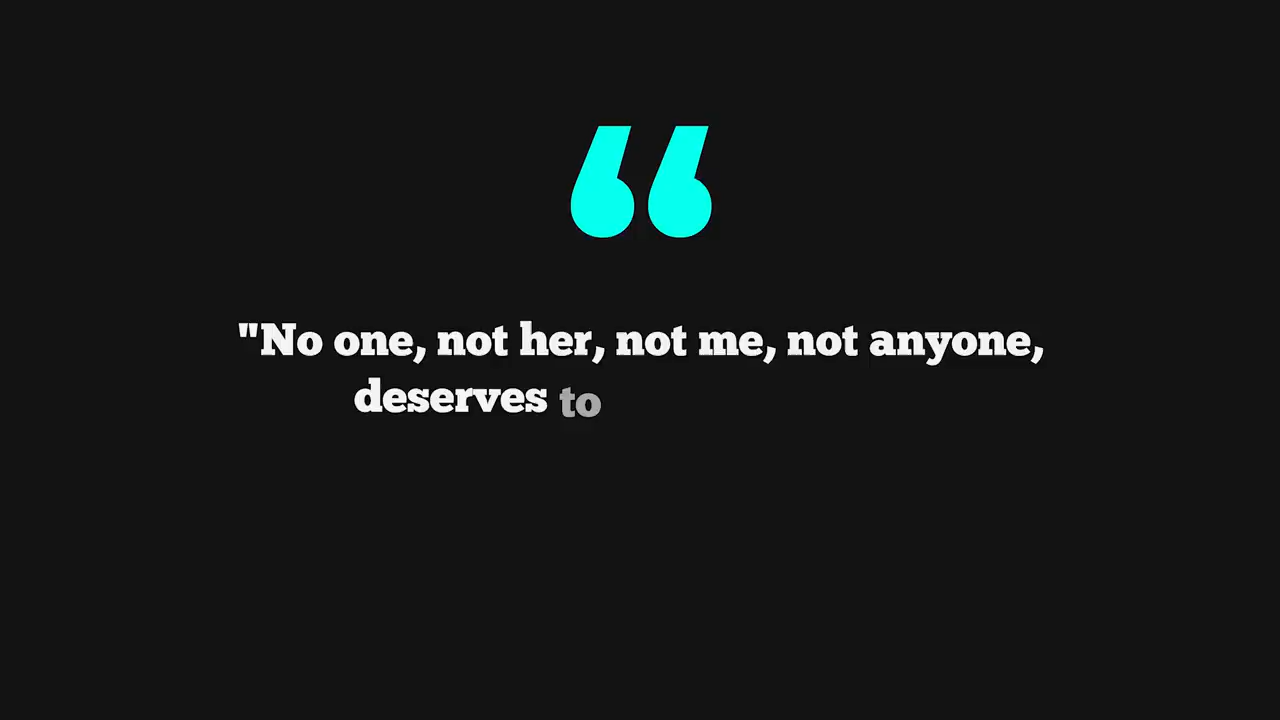 “
"No one, not her, not me, not anyone,
deserves to